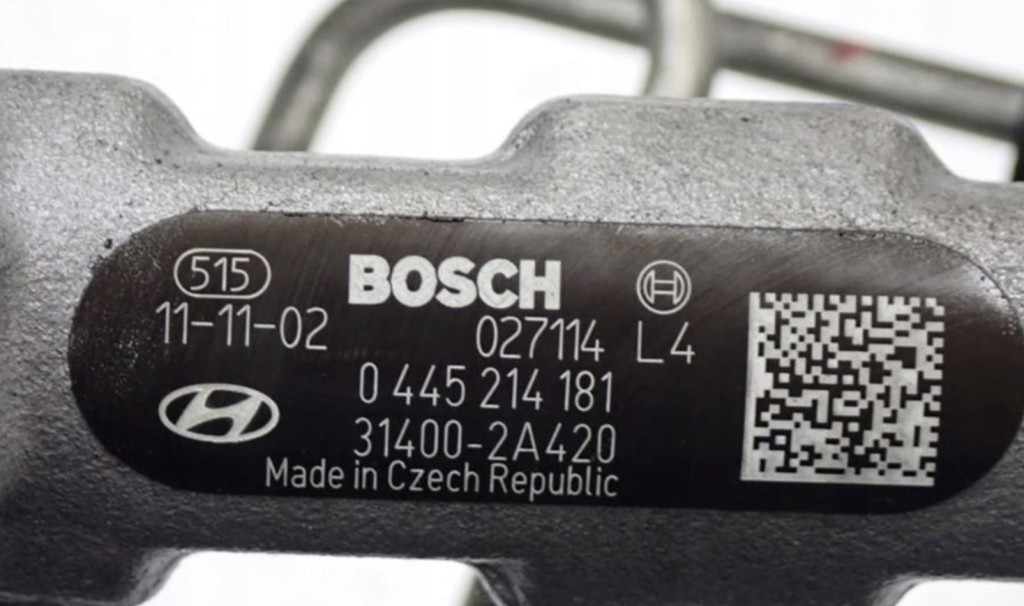 515 BOSCH
11-11-02 027114 L4
0 445 214 181
31400-2A420
Made in Czech Republic